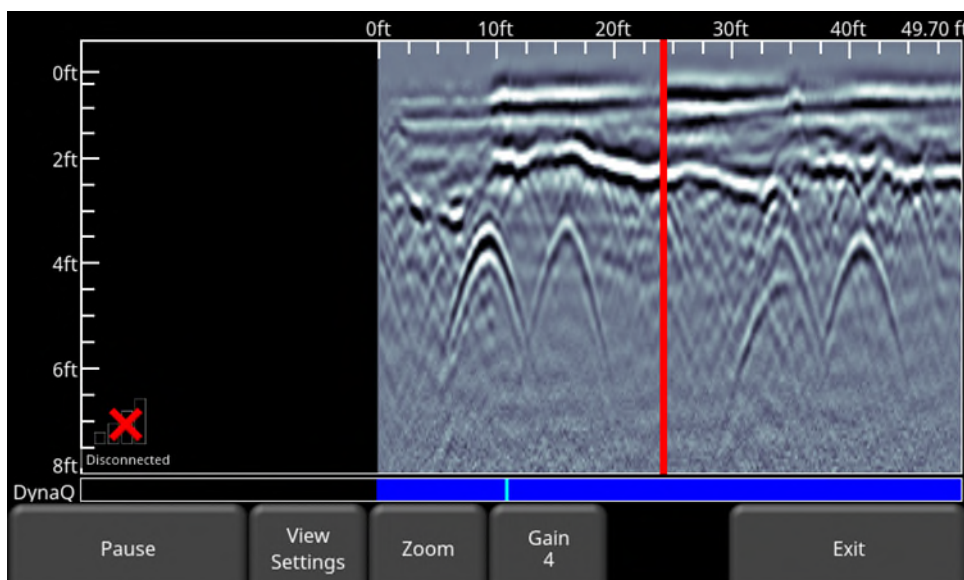 0ft 10ft 20ft 30ft 40ft 49.70 ft
0ft
2ft
4ft
6ft
8ft
Disconnected
DynaQ
Pause
View
Settings
Zoom
Gain
4
Exit